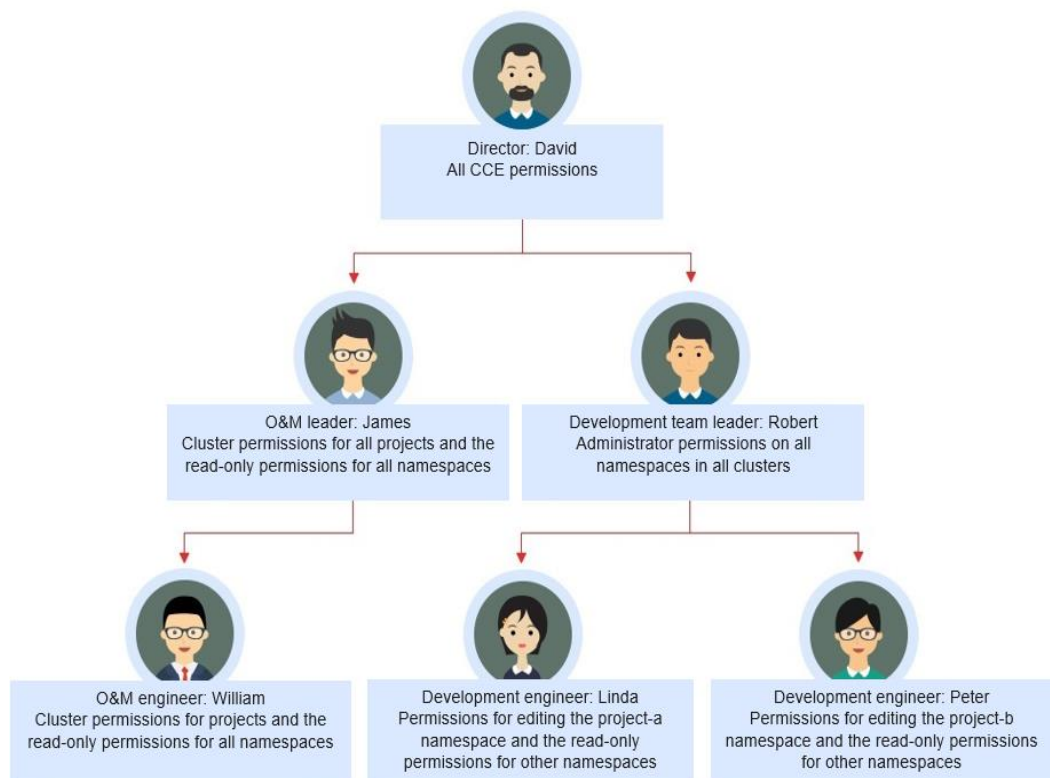 Director: David
All CCE permissions
O&M leader: James
Cluster permissions for all projects and the
read-only permissions for all namespaces
Development team leader: Robert
Administrator permissions on all
namespaces in all clusters
O&M engineer: William
Cluster permissions for projects and the
read-only permissions for all namespaces
Development engineer: Linda
Permissions for editing the project-a
namespace and the read-only
permissions for other namespaces
Development engineer: Peter
Permissions for editing the project-b
namespace and the read-only permissions
for other namespaces